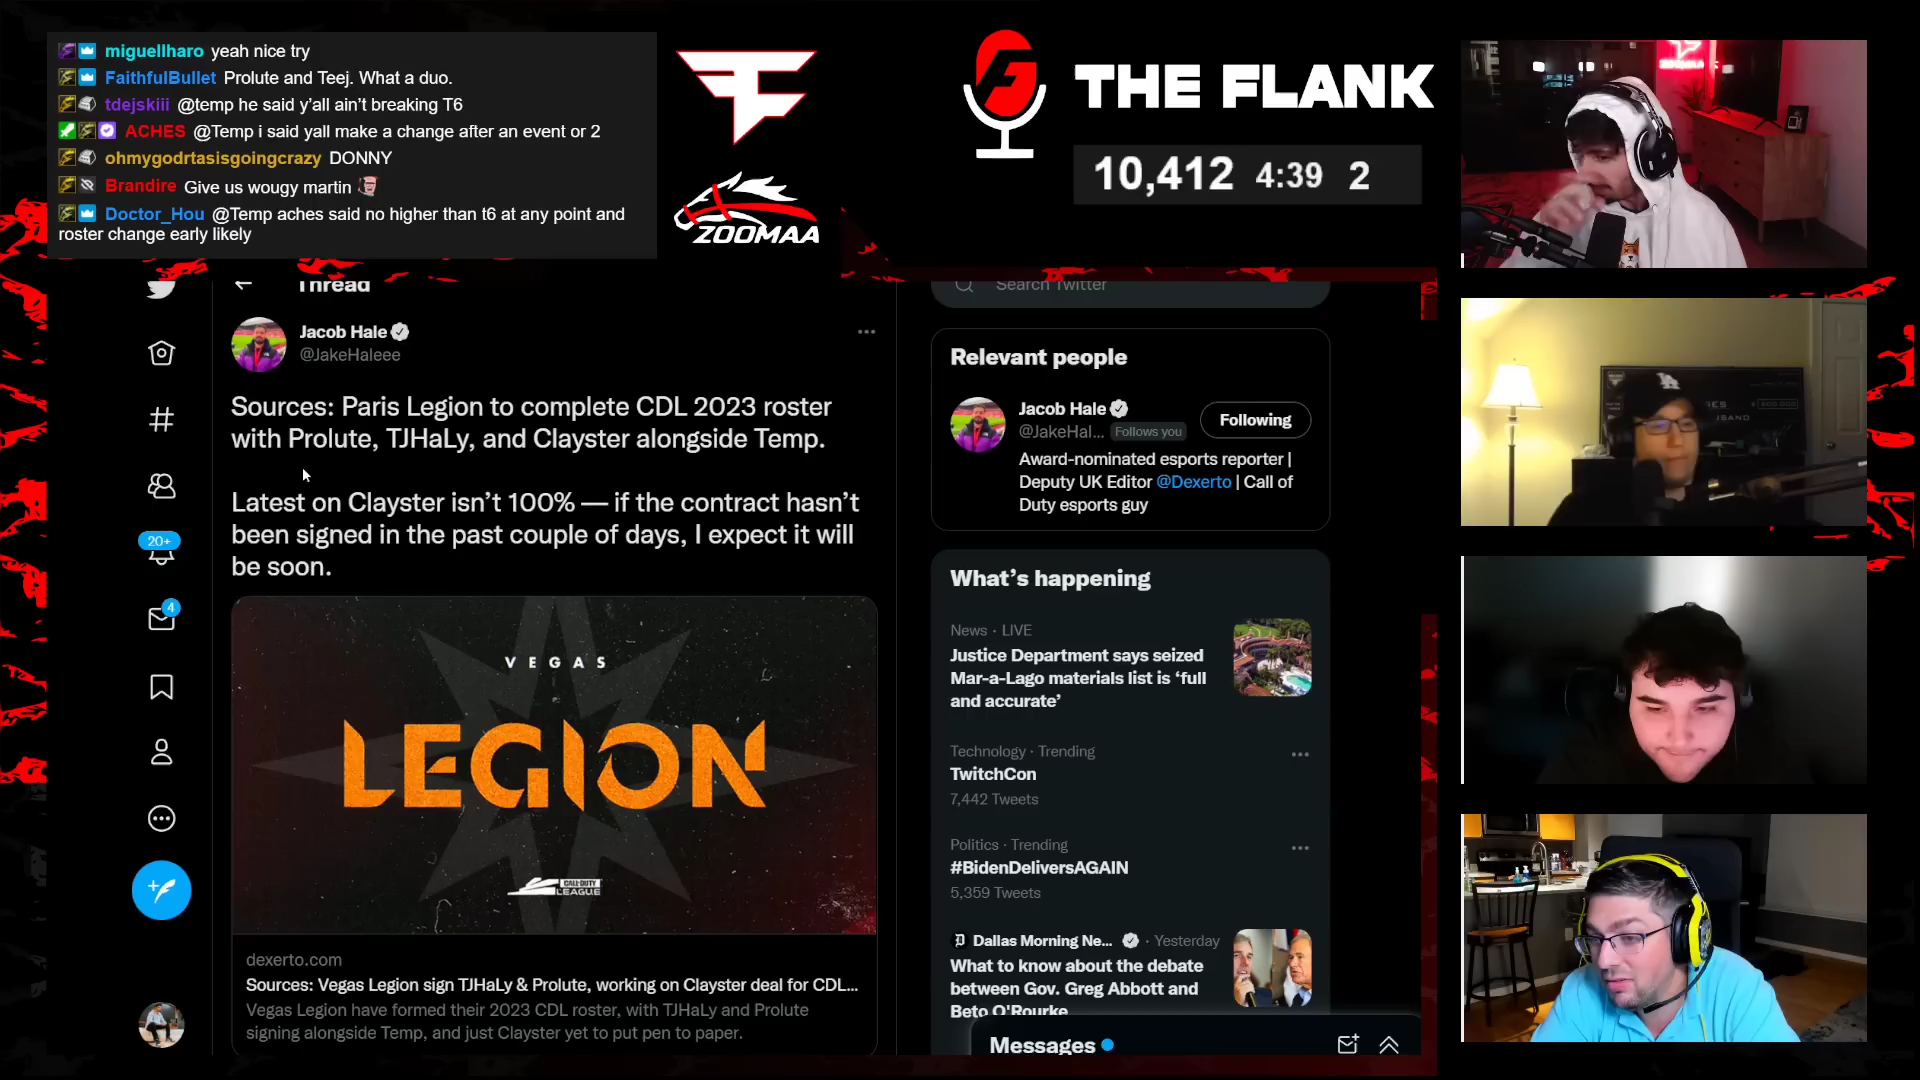 miguellharo yeah nice try
FaithfulBullet Prolute and Teej. What a duo.
tdejskiii @temp he said y'all ain't breaking T6
ACHES @Temp i said yall make a change after an event or 2
ohmygodrtasisgoingcrazy DONNY
Brandire Give us wougy martin
Doctor_Hou @Temp aches said no higher than t6 at any point and
roster change early likely
ZOOMAA
THE FLANK
10,412 4:39 2
Thread
Jacob Hale
@JakeHaleee
Sources: Paris Legion to complete CDL 2023 roster
with Prolute, TJHaLy, and Clayster alongside Temp.
Latest on Clayster isn't 100% — if the contract hasn't
been signed in the past couple of days, I expect it will
be soon.
VEGAS
LEGION
CALL OF DUTY
LEAGUE
dexerto.com
Sources: Vegas Legion sign TJHaLy & Prolute, working on Clayster deal for CDL...
Vegas Legion have formed their 2023 CDL roster, with TJHaLy and Prolute
signing alongside Temp, and just Clayster yet to put pen to paper.
20+
4
Search Twitter
Relevant people
Jacob Hale
@JakeHal... Follows you
Following
Award-nominated esports reporter |
Deputy UK Editor @Dexerto | Call of
Duty esports guy
What's happening
News · LIVE
Justice Department says seized
Mar-a-Lago materials list is 'full
and accurate'
Technology · Trending
TwitchCon
7,442 Tweets
Politics · Trending
#BidenDeliversAGAIN
5,359 Tweets
Dallas Morning Ne... · Yesterday
What to know about the debate
between Gov. Greg Abbott and
Beto O'Rourke
Messages